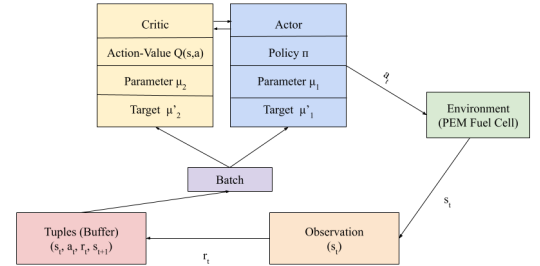 Critic
Actor
Action-Value Q(s,a)
Policy π
Parameter μ₂
Parameter μ₁
Target μ'₂
Target μ'₁
aₜ
Environment
(PEM Fuel Cell)
Batch
sₜ
Tuples (Buffer)
(sₜ, aₜ, rₜ, sₜ₊₁)
Observation
(sₜ)
rₜ